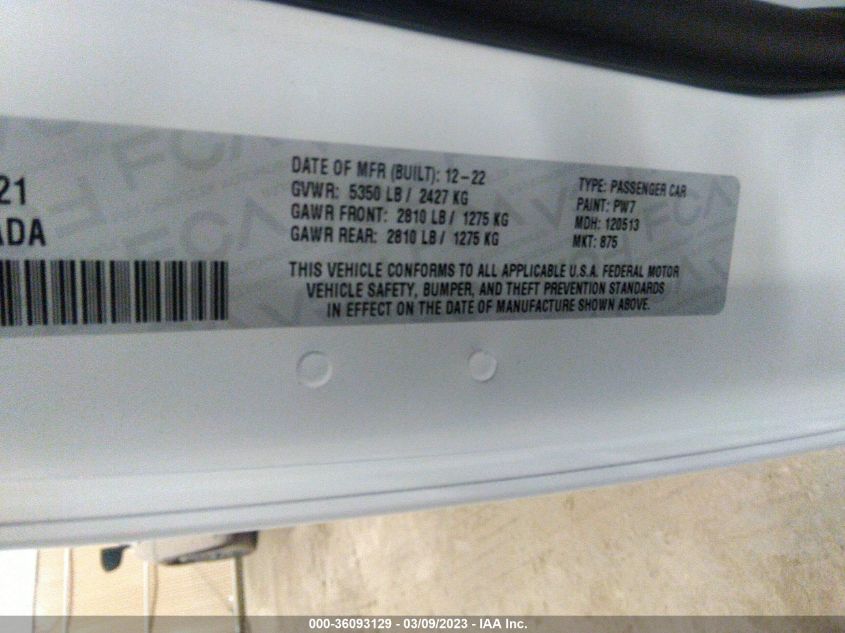 21
ADA
DATE OF MFR (BUILT): 12-22
GVWR: 5350 LB / 2427 KG
GAWR FRONT: 2810 LB / 1275 KG
GAWR REAR: 2810 LB / 1275 KG
TYPE: PASSENGER CAR
PAINT: PW7
MDH: 120513
MKT: 875
THIS VEHICLE CONFORMS TO ALL APPLICABLE U.S.A. FEDERAL MOTOR
VEHICLE SAFETY, BUMPER, AND THEFT PREVENTION STANDARDS
IN EFFECT ON THE DATE OF MANUFACTURE SHOWN ABOVE.
000-36093129 - 03/09/2023 - IAA Inc.